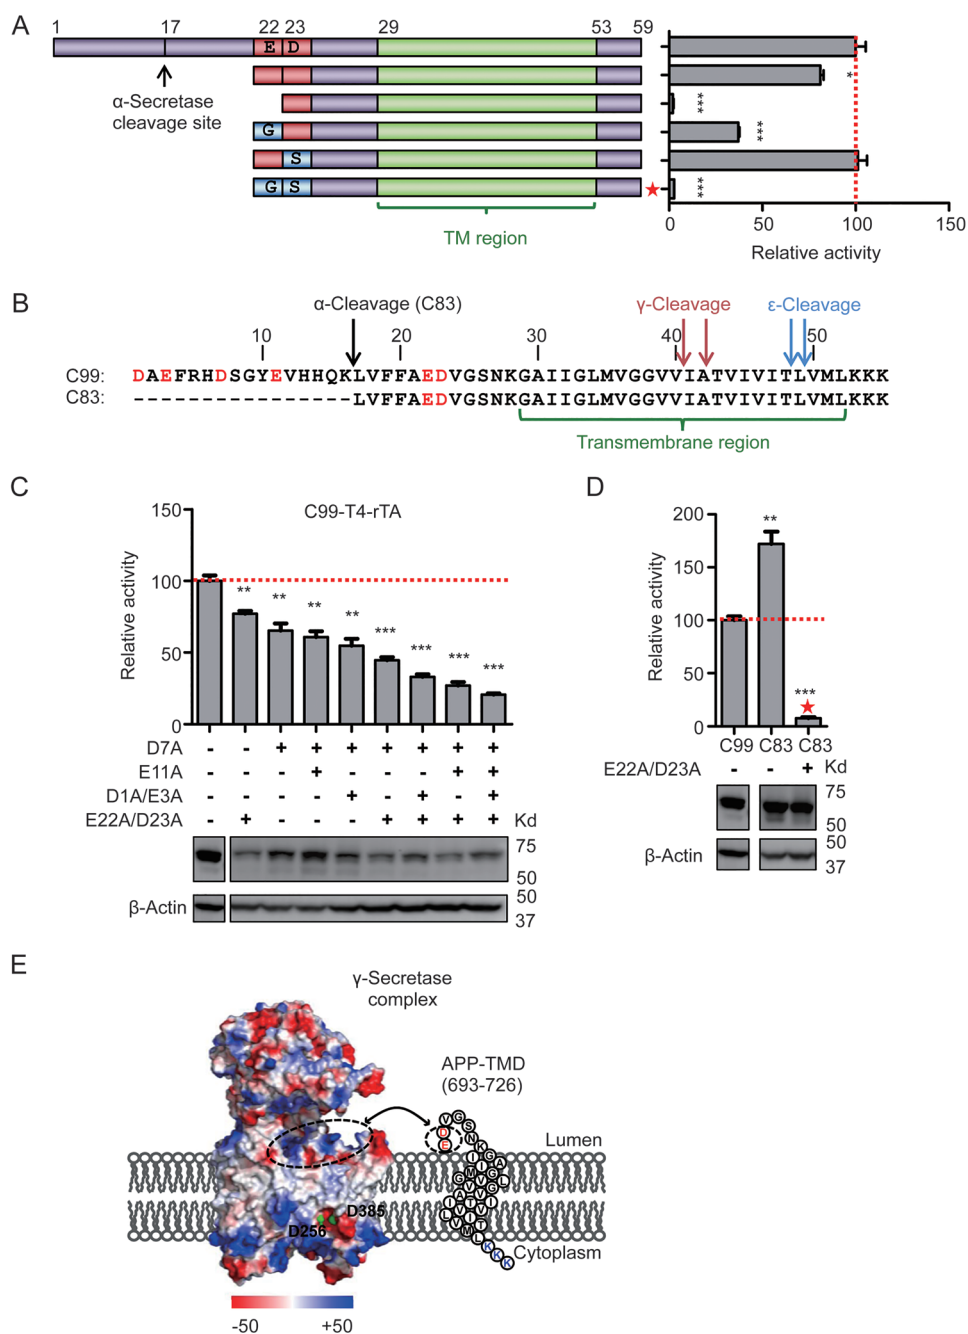 A
1 17 22 23 29 53 59
E D
α-Secretase
cleavage site
G
S
G S
TM region
*
***
***
***
0 50 100 150
Relative activity
B
α-Cleavage (C83) γ-Cleavage ε-Cleavage
10 20 30 40 50
C99: DAEFRHDSGYEVHHQKLVFFAEDVGSNKGAIIGLMVGGVVIATVIVITLVMLKKK
C83: ----------------LVFFAEDVGSNKGAIIGLMVGGVVIATVIVITLVMLKKK
Transmembrane region
C
C99-T4-rTA
Relative activity
150
100
50
0
** ** ** ** *** *** *** ***
D7A - - + + + + + + +
E11A - - - + - - - + +
D1A/E3A - - - - + - + - +
E22A/D23A - + - - - + + + + Kd
75
50
β-Actin 50
37
D
Relative activity
200
150
100
50
0
**
***
C99 C83 C83
E22A/D23A - - + Kd
75
50
β-Actin 50
37
E
γ-Secretase
complex
APP-TMD
(693-726)
Lumen
D385
D256
Cytoplasm
E D V G S N K G A I I G L M V G G V V I A T V I V I T L V M L K K K
-50 +50